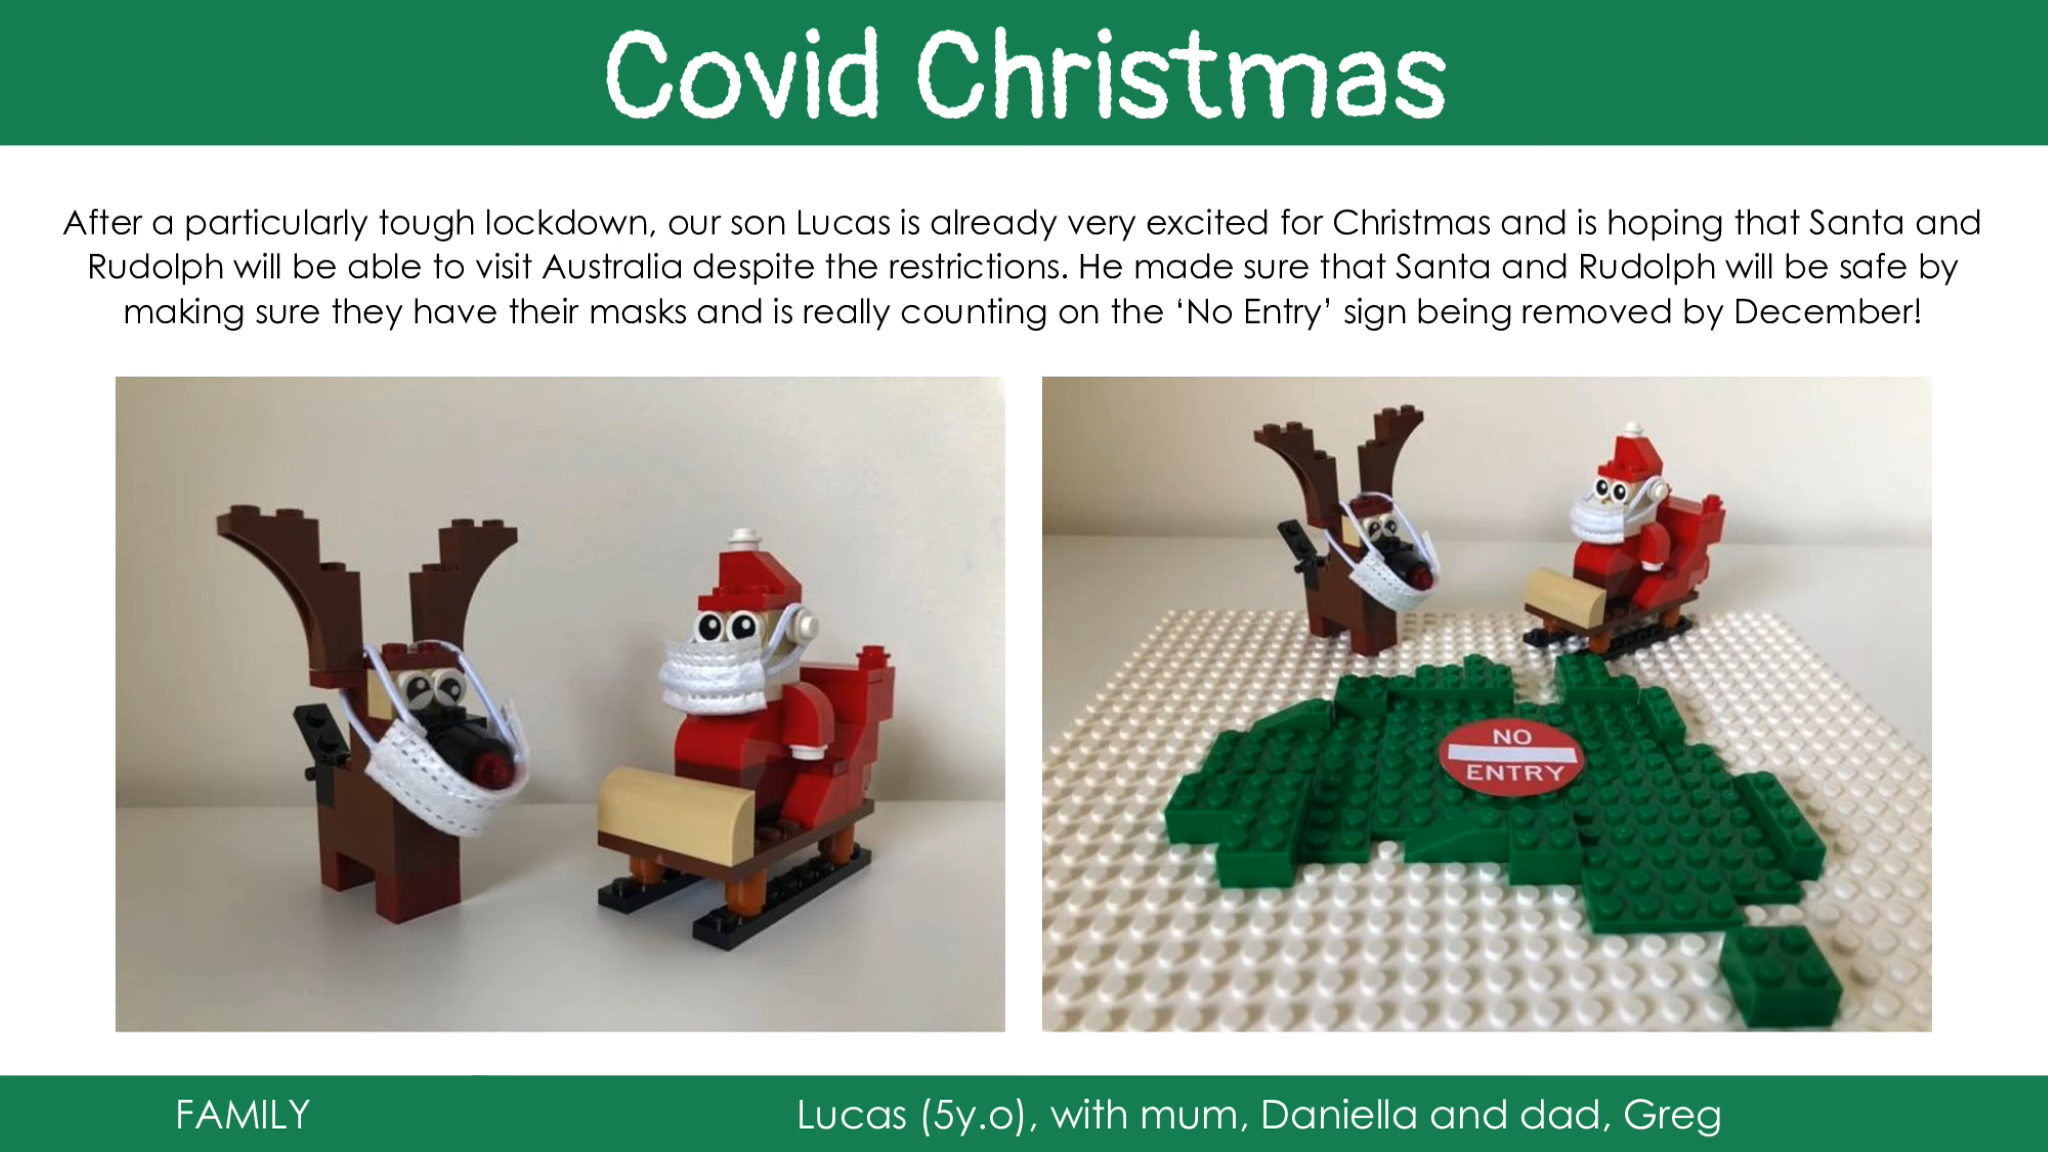 Covid Christmas
After a particularly tough lockdown, our son Lucas is already very excited for Christmas and is hoping that Santa and
Rudolph will be able to visit Australia despite the restrictions. He made sure that Santa and Rudolph will be safe by
making sure they have their masks and is really counting on the ‘No Entry’ sign being removed by December!
NO
ENTRY
FAMILY
Lucas (5y.o), with mum, Daniella and dad, Greg